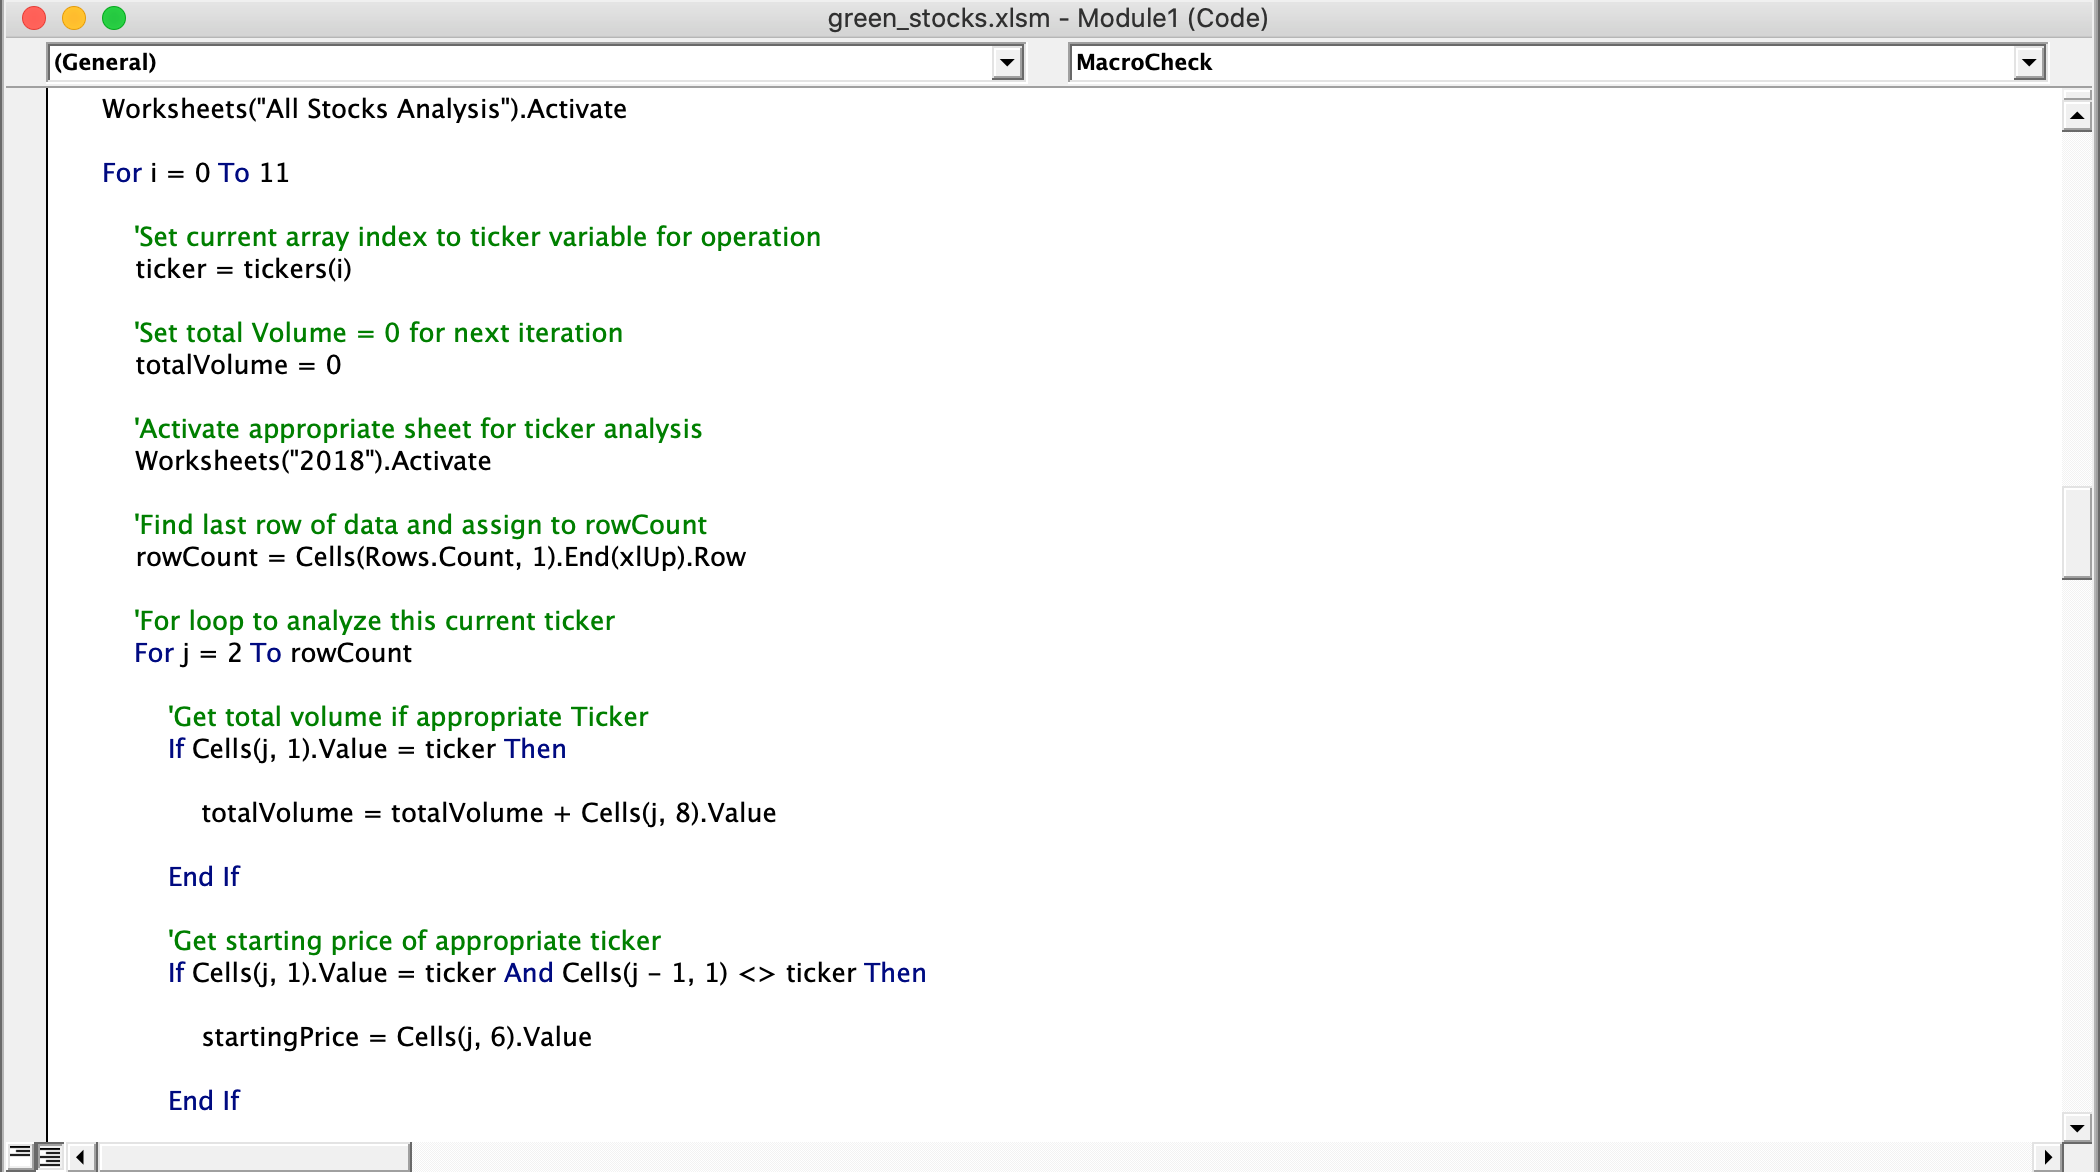 green_stocks.xlsm - Module1 (Code)
(General)
MacroCheck
Worksheets("All Stocks Analysis").Activate
For i = 0 To 11
'Set current array index to ticker variable for operation
ticker = tickers(i)
'Set total Volume = 0 for next iteration
totalVolume = 0
'Activate appropriate sheet for ticker analysis
Worksheets("2018").Activate
'Find last row of data and assign to rowCount
rowCount = Cells(Rows.Count, 1).End(xlUp).Row
'For loop to analyze this current ticker
For j = 2 To rowCount
'Get total volume if appropriate Ticker
If Cells(j, 1).Value = ticker Then
totalVolume = totalVolume + Cells(j, 8).Value
End If
'Get starting price of appropriate ticker
If Cells(j, 1).Value = ticker And Cells(j - 1, 1) <> ticker Then
startingPrice = Cells(j, 6).Value
End If